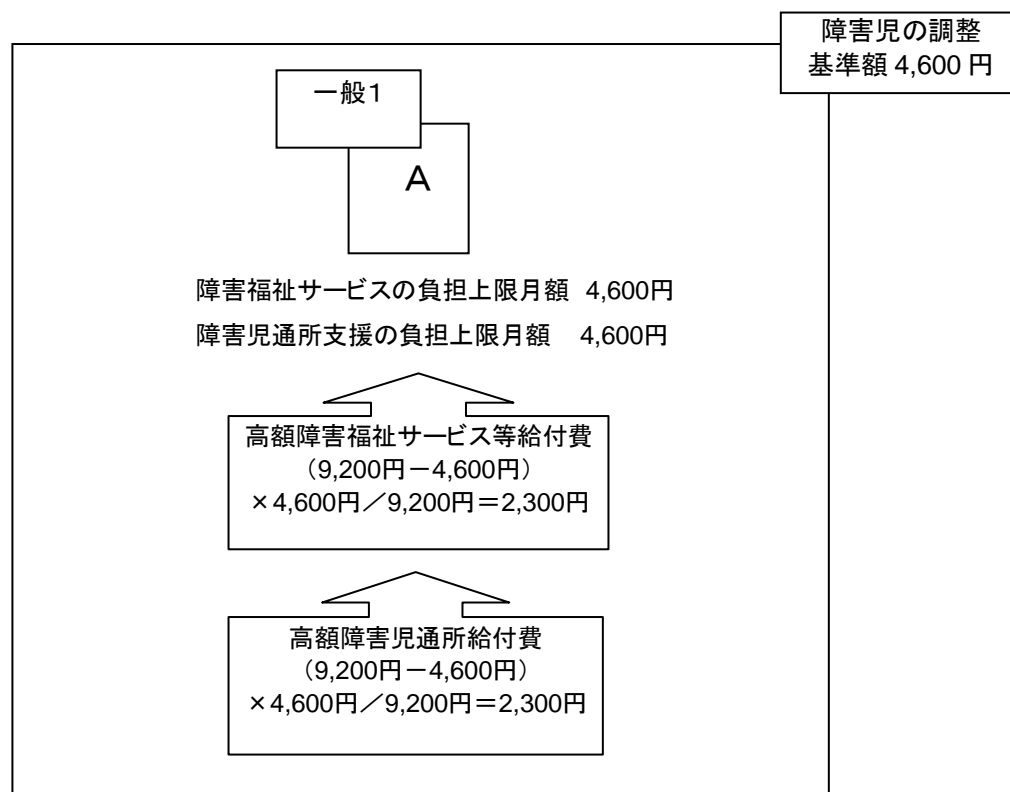 障害児の調整
基準額 4,600 円
一般1
A
障害福祉サービスの負担上限月額 4,600円
障害児通所支援の負担上限月額 4,600円
高額障害福祉サービス等給付費
（9,200円－4,600円）
×4,600円／9,200円＝2,300円
高額障害児通所給付費
（9,200円－4,600円）
×4,600円／9,200円＝2,300円